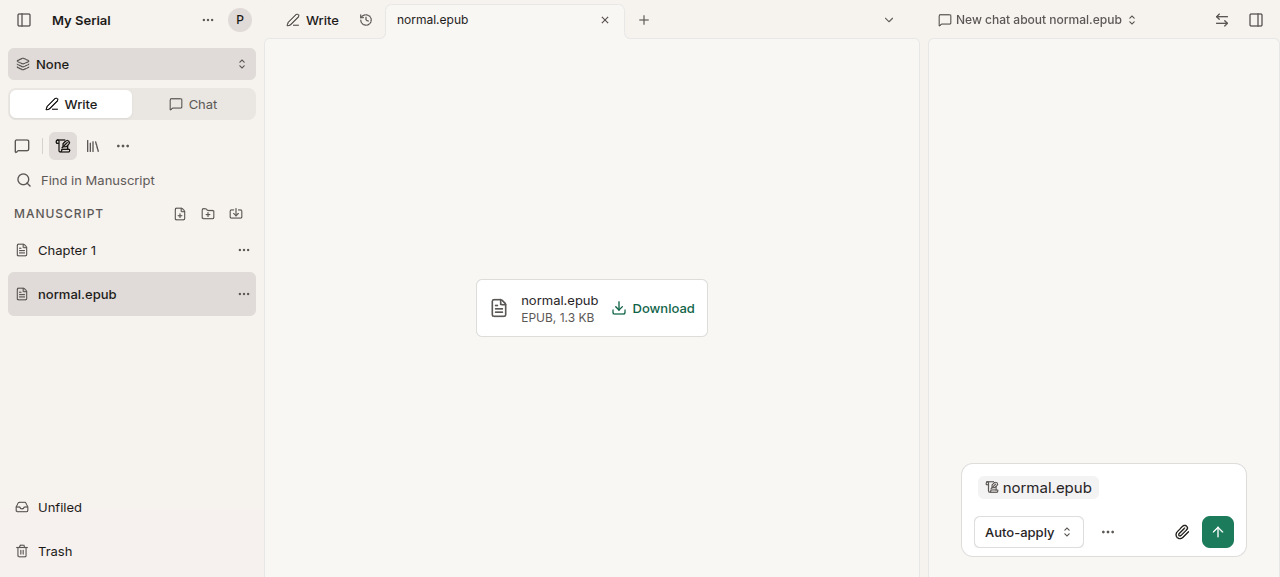 My Serial
P
None
Write
Chat
Find in Manuscript
MANUSCRIPT
Chapter 1
normal.epub
Unfiled
Trash
Write
normal.epub
normal.epub
EPUB, 1.3 KB
Download
New chat about normal.epub
normal.epub
Auto-apply